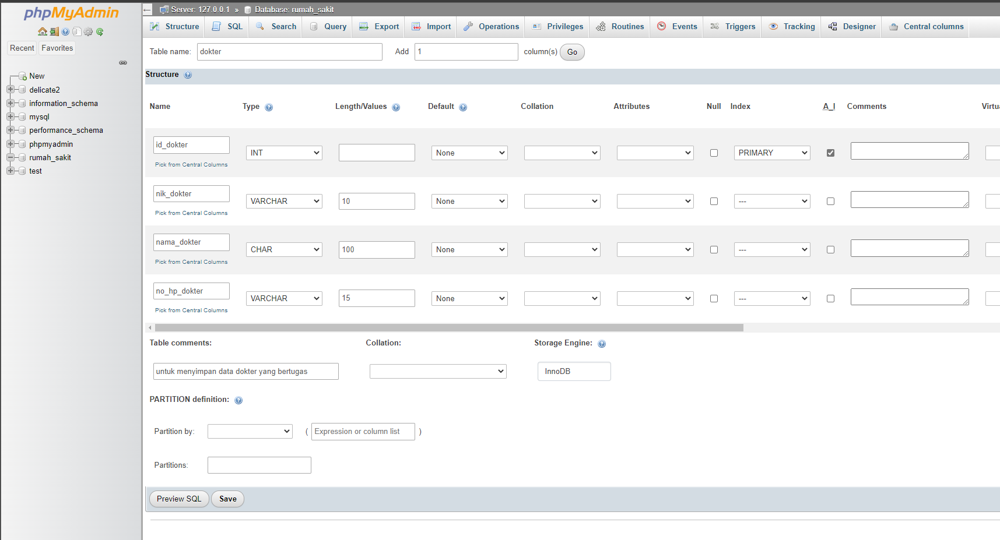 phpMyAdmin
Recent Favorites
New
delicate2
information_schema
mysql
performance_schema
phpmyadmin
rumah_sakit
test
Server: 127.0.0.1 » Database: rumah_sakit
Structure SQL Search Query Export Import Operations Privileges Routines Events Triggers Tracking Designer Central columns
Table name: dokter Add 1 column(s) Go
Structure
Name Type Length/Values Default Collation Attributes Null Index A_I Comments Virtu
id_dokter INT None PRIMARY
Pick from Central Columns
nik_dokter VARCHAR 10 None ---
Pick from Central Columns
nama_dokter CHAR 100 None ---
Pick from Central Columns
no_hp_dokter VARCHAR 15 None ---
Pick from Central Columns
Table comments: Collation: Storage Engine:
untuk menyimpan data dokter yang bertugas InnoDB
PARTITION definition:
Partition by: ( Expression or column list )
Partitions:
Preview SQL Save